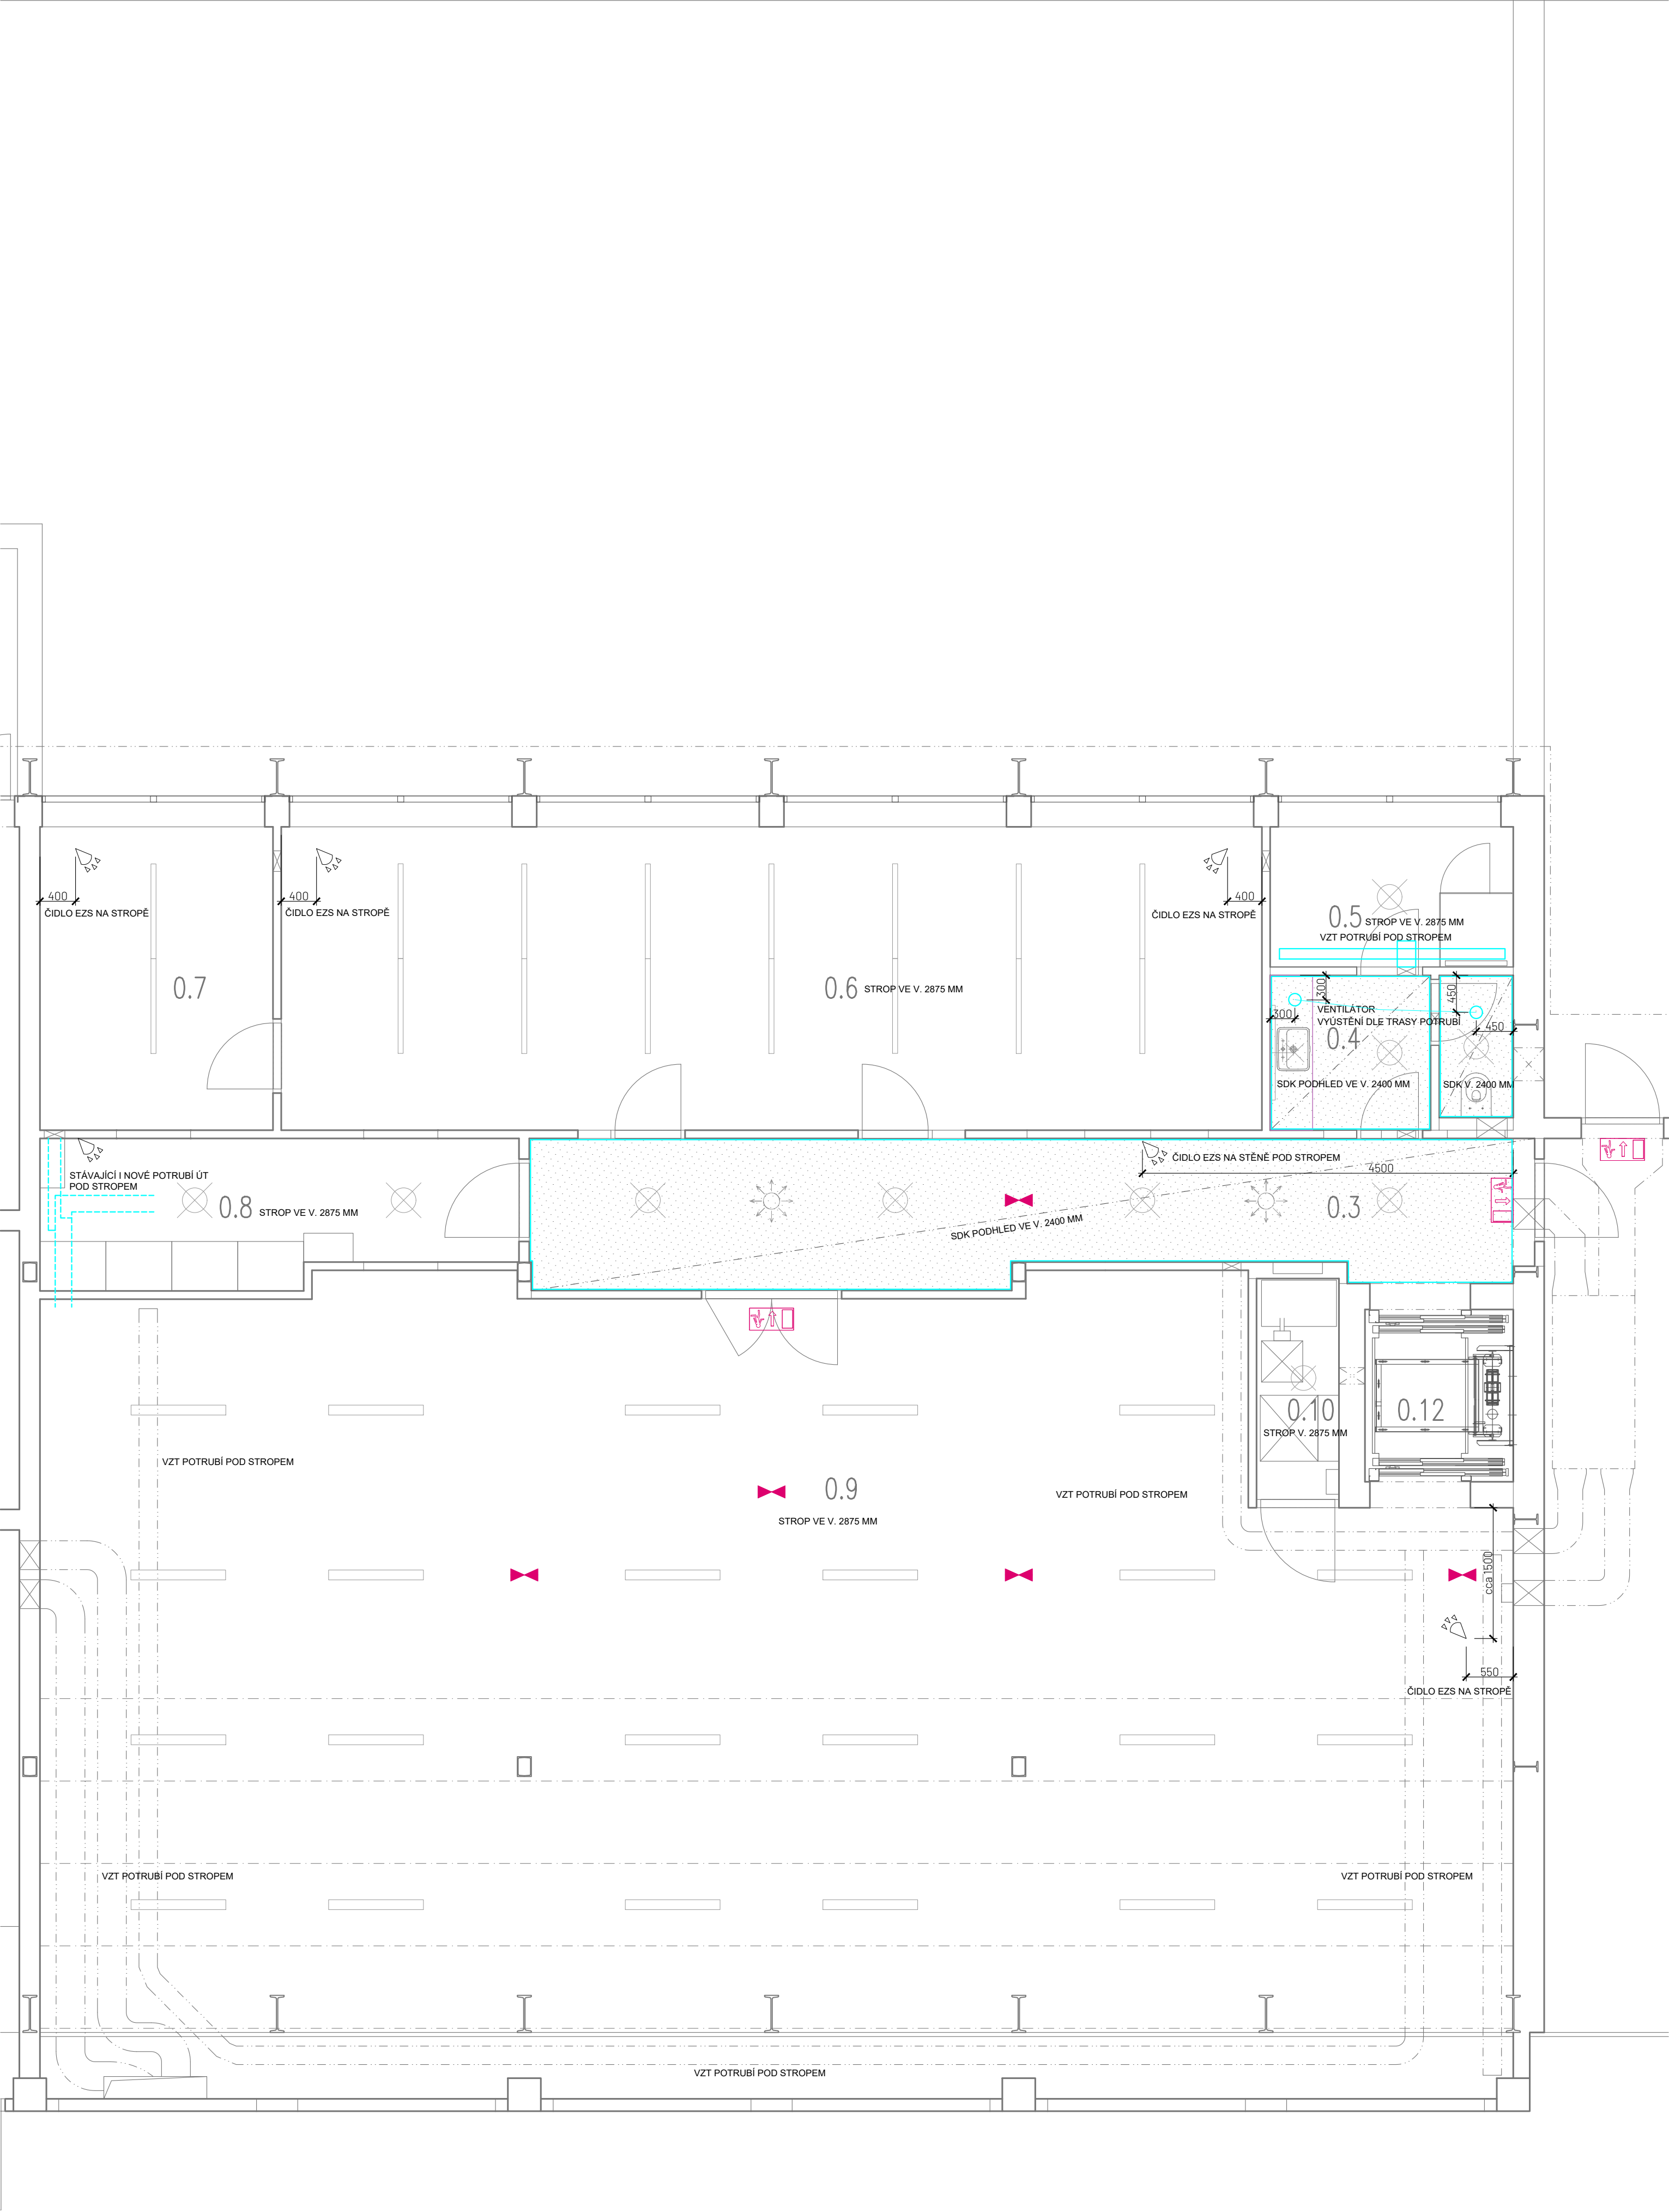 400
ČIDLO EZS NA STROPĚ
400
ČIDLO EZS NA STROPĚ
400
ČIDLO EZS NA STROPĚ
0.5
STROP VE V. 2875 MM
VZT POTRUBÍ POD STROPEM
0.7
0.6
STROP VE V. 2875 MM
300
300
VENTILÁTOR
VYÚSTĚNÍ DLE TRASY POTRUBÍ
450
450
0.4
SDK PODHLED VE V. 2400 MM
SDK V. 2400 MM
STÁVAJÍCÍ I NOVÉ POTRUBÍ ÚT
POD STROPEM
0.8
STROP VE V. 2875 MM
ČIDLO EZS NA STĚNĚ POD STROPEM
4500
0.3
SDK PODHLED VE V. 2400 MM
0.10
STROP V. 2875 MM
0.12
VZT POTRUBÍ POD STROPEM
0.9
STROP VE V. 2875 MM
VZT POTRUBÍ POD STROPEM
cca 1500
550
ČIDLO EZS NA STROPĚ
VZT POTRUBÍ POD STROPEM
VZT POTRUBÍ POD STROPEM
VZT POTRUBÍ POD STROPEM